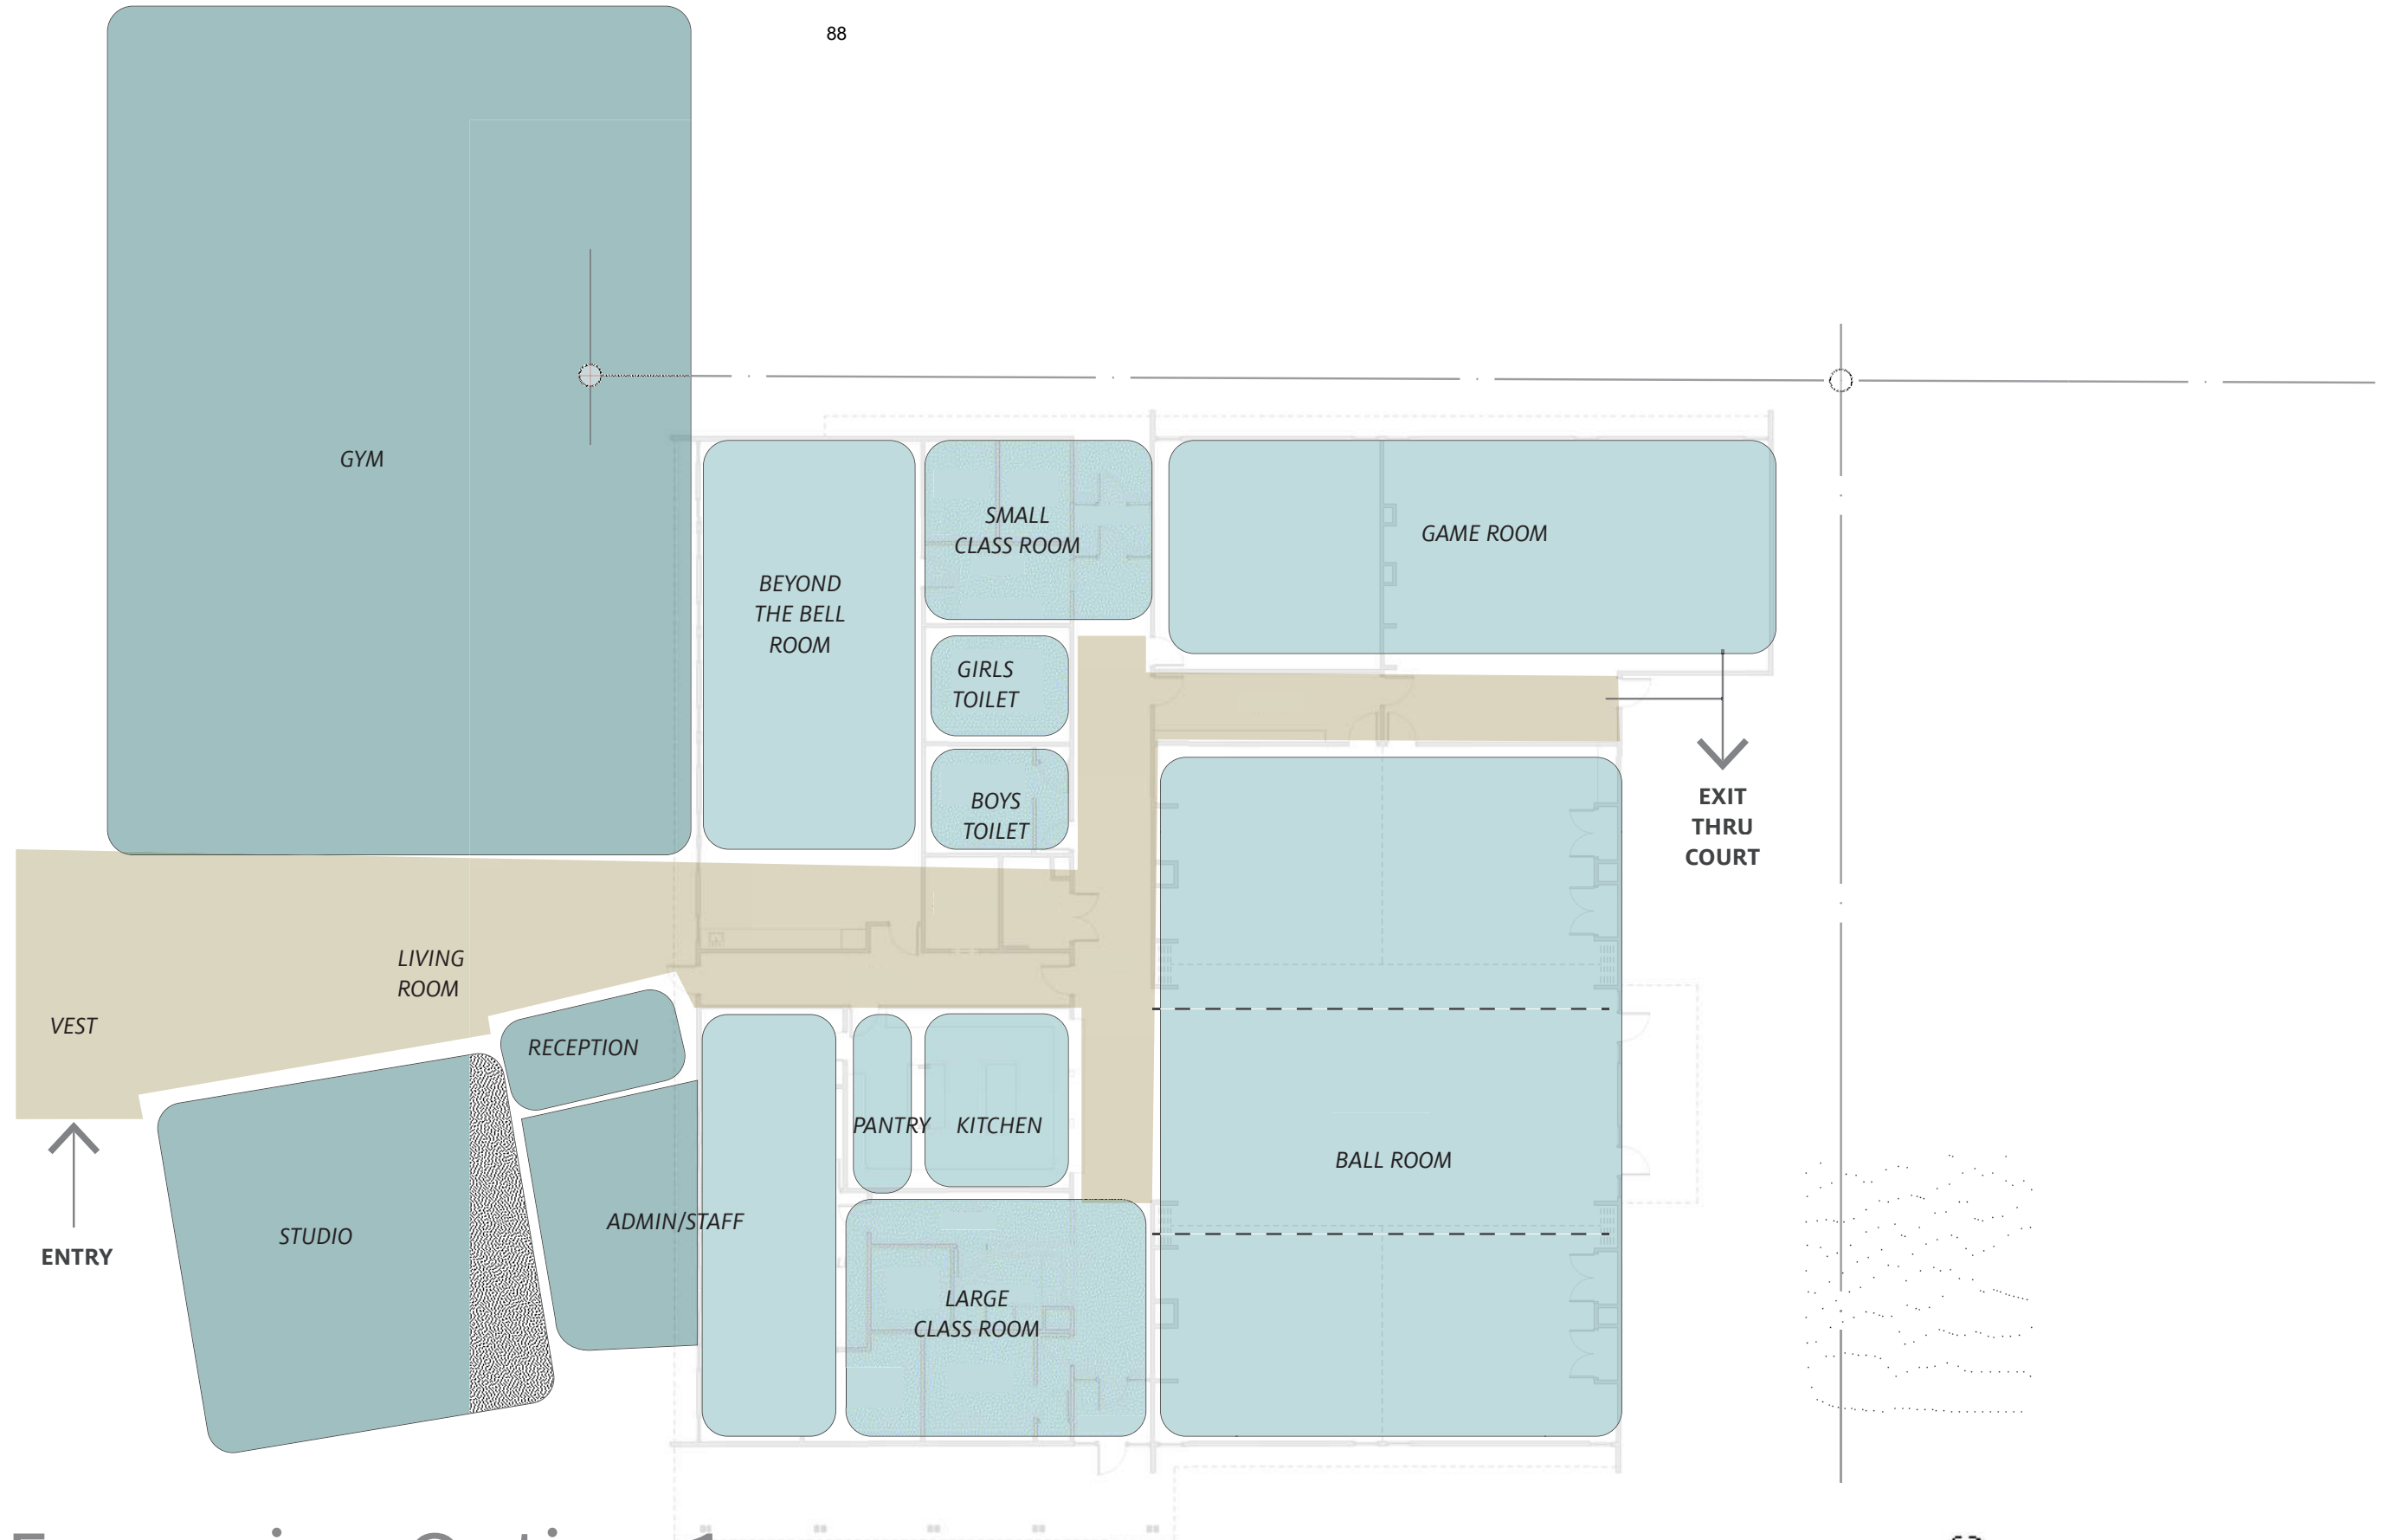 88
GYM
SMALL
CLASS ROOM
GAME ROOM
BEYOND
THE BELL
ROOM
GIRLS
TOILET
BOYS
TOILET
EXIT
THRU
COURT
LIVING
ROOM
VEST
RECEPTION
PANTRY
KITCHEN
BALL ROOM
ADMIN/STAFF
STUDIO
ENTRY
LARGE
CLASS ROOM